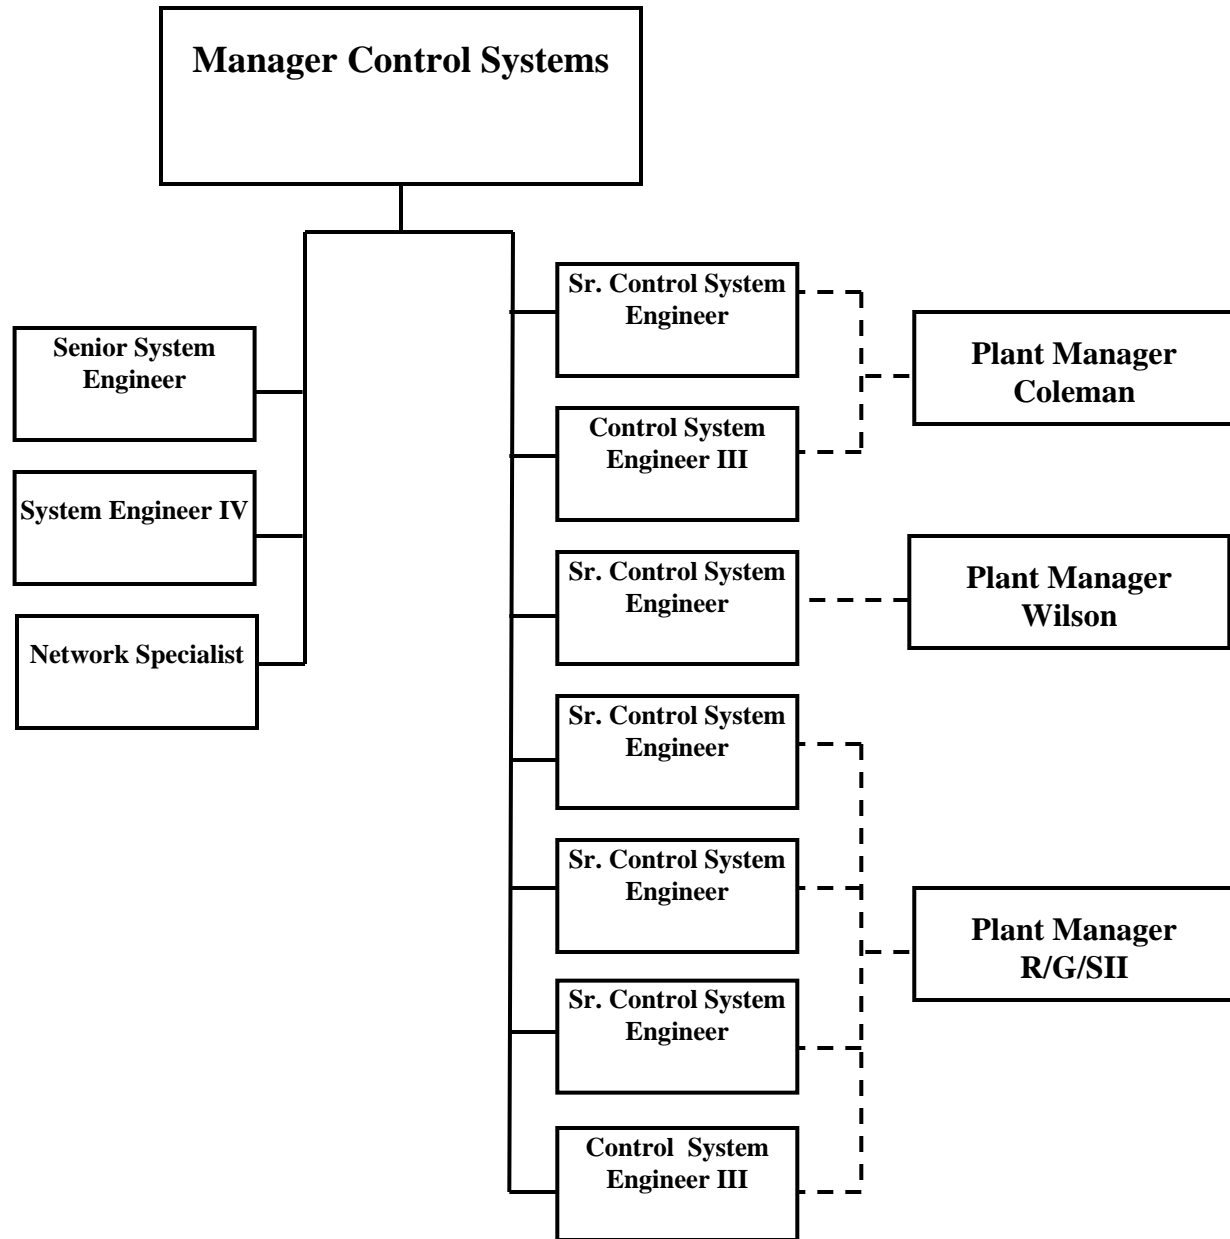 Manager Control Systems
Senior System
Engineer
System Engineer IV
Network Specialist
Sr. Control System
Engineer
Control System
Engineer III
Sr. Control System
Engineer
Sr. Control System
Engineer
Sr. Control System
Engineer
Sr. Control System
Engineer
Control System
Engineer III
Plant Manager
Coleman
Plant Manager
Wilson
Plant Manager
R/G/SII